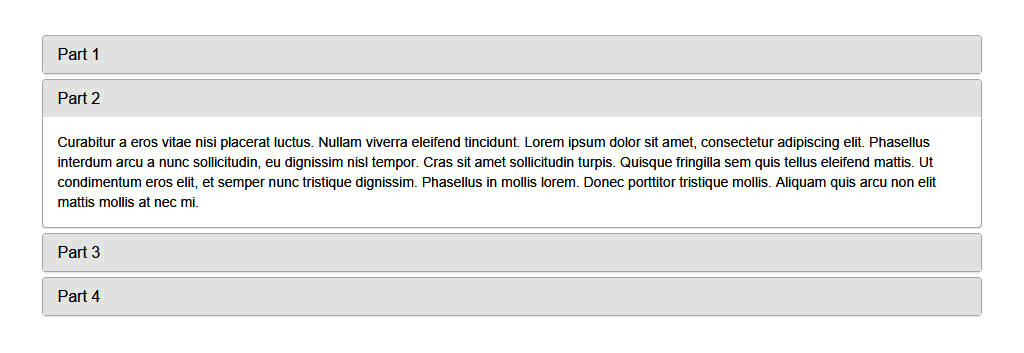 Part 1
Part 2
Curabitur a eros vitae nisi placerat luctus. Nullam viverra eleifend tincidunt. Lorem ipsum dolor sit amet, consectetur adipiscing elit. Phasellus
interdum arcu a nunc sollicitudin, eu dignissim nisl tempor. Cras sit amet sollicitudin turpis. Quisque fringilla sem quis tellus eleifend mattis. Ut
condimentum eros elit, et semper nunc tristique dignissim. Phasellus in mollis lorem. Donec porttitor tristique mollis. Aliquam quis arcu non elit
mattis mollis at nec mi.
Part 3
Part 4